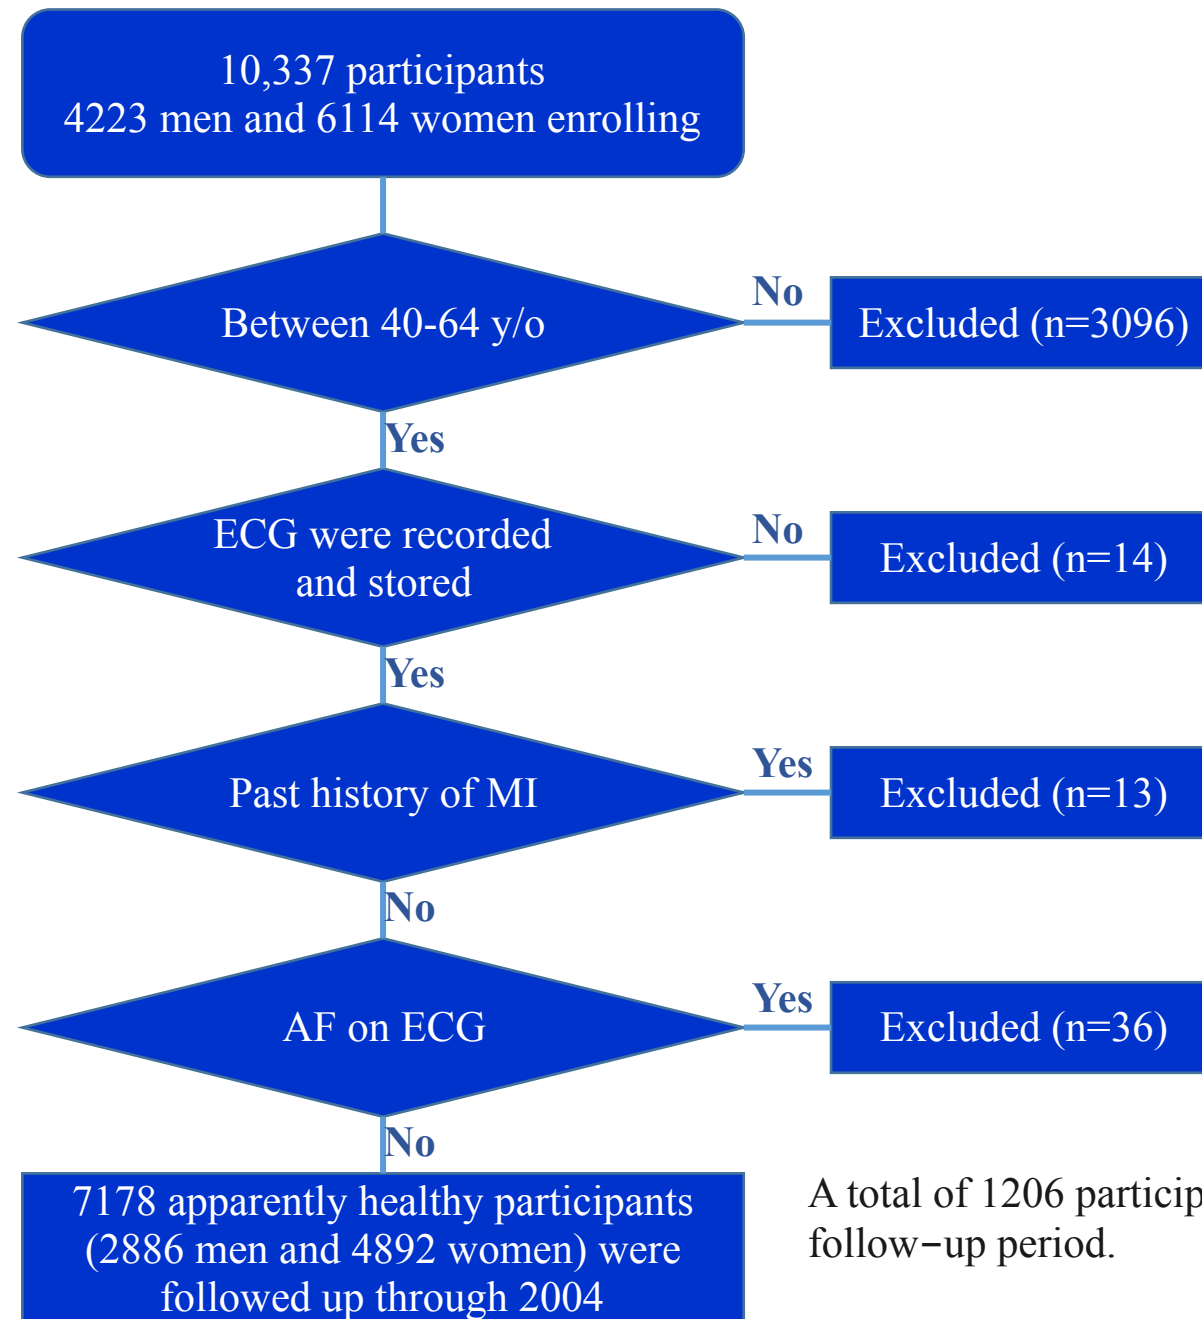 10,337 participants
4223 men and 6114 women enrolling
Between 40-64 y/o
No
Excluded (n=3096)
Yes
ECG were recorded
and stored
No
Excluded (n=14)
Yes
Past history of MI
Yes
Excluded (n=13)
No
AF on ECG
Yes
Excluded (n=36)
No
7178 apparently healthy participants
(2886 men and 4892 women) were
followed up through 2004
A total of 1206
follow-up period.